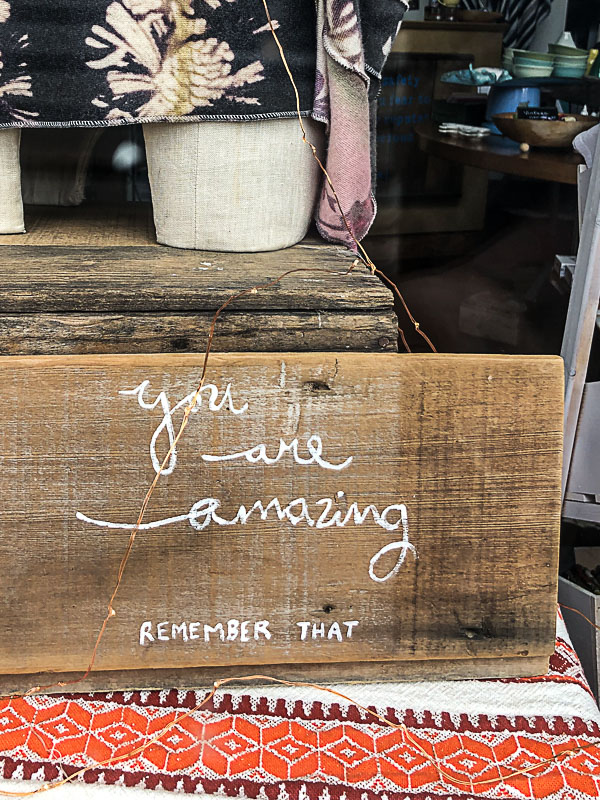 you
are
amazing
REMEMBER THAT